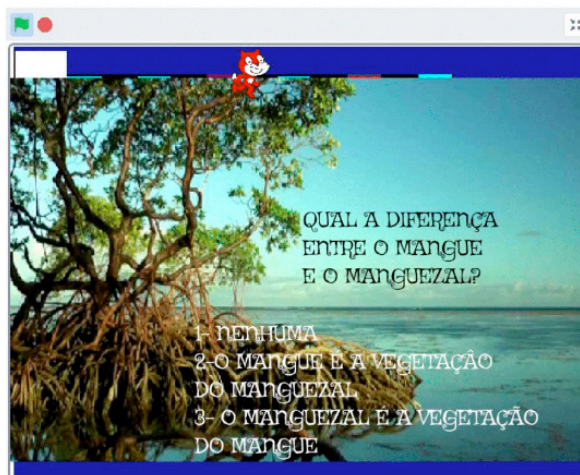 QUAL A DIFERENÇA
ENTRE O MANGUE
E O MANGUEZAL?
1- NENHUMA
2-O MANGUE É A VEGETAÇÃO
DO MANGUEZAL
3- O MANGUEZAL É A VEGETAÇÃO
DO MANGUE